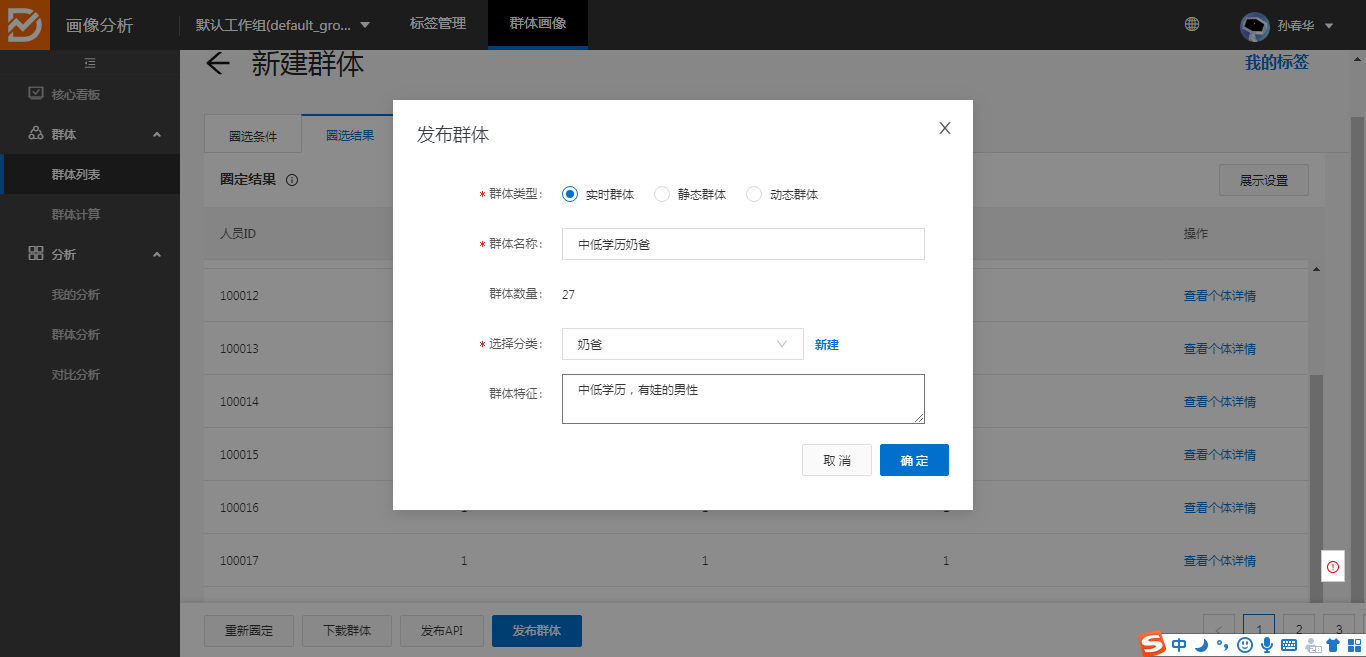 画像分析
默认工作组(default_gro...
标签管理
群体画像
孙春华
核心看板
群体
群体列表
群体计算
分析
我的分析
群体分析
对比分析
新建群体
我的标签
圈选条件
圈选结果
圈定结果
展示设置
人员ID
操作
100012
查看个体详情
100013
查看个体详情
100014
查看个体详情
100015
查看个体详情
100016
查看个体详情
100017 1 1 1 查看个体详情
发布群体
* 群体类型: 实时群体 静态群体 动态群体
* 群体名称: 中低学历奶爸
群体数量: 27
* 选择分类: 奶爸 新建
群体特征: 中低学历，有娃的男性
取消 确定
重新圈定 下载群体 发布API 发布群体
< 1 2 3
S 中